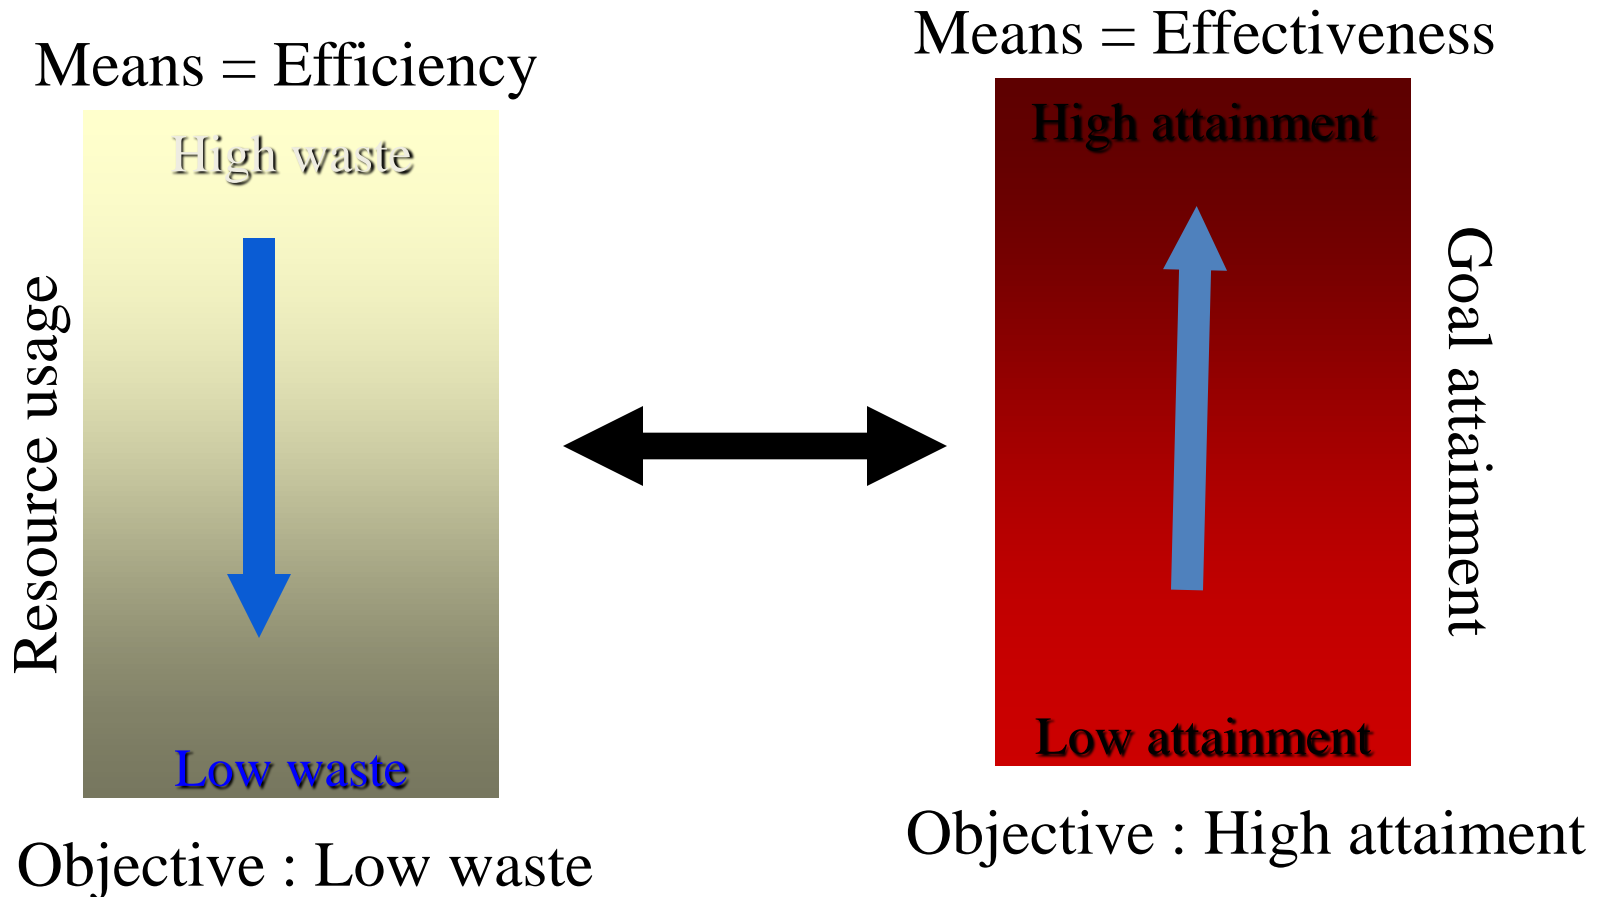 Means = Efficiency
High waste
Resource usage
Low waste
Objective : Low waste
Means = Effectiveness
High attainment
Goal attainment
Low attainment
Objective : High attaiment